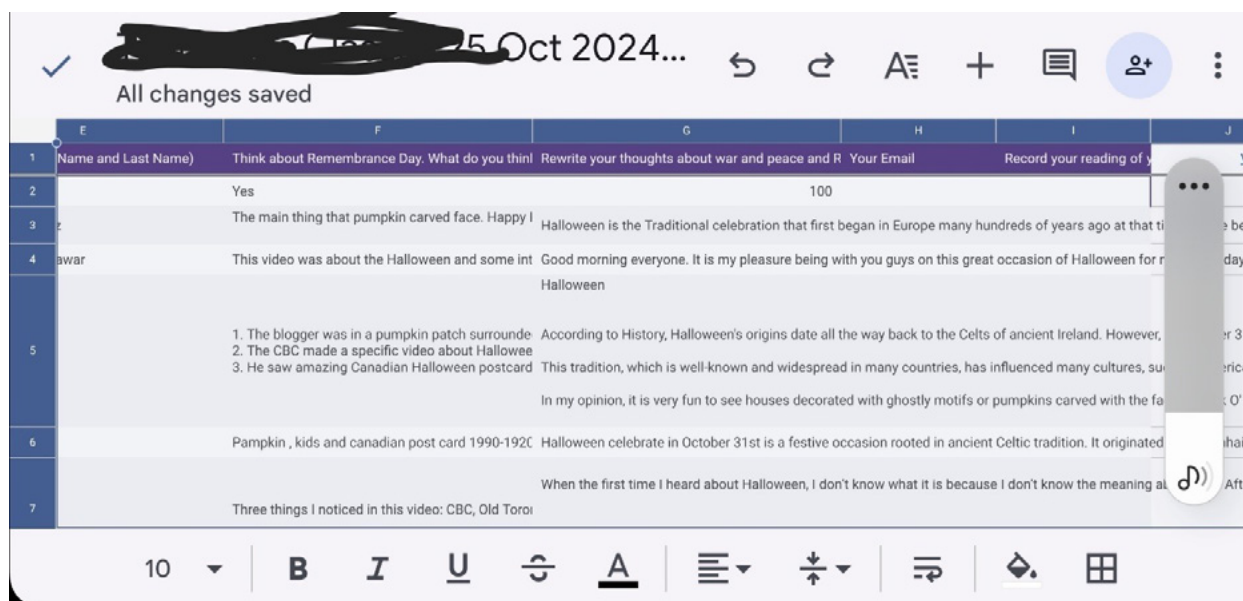 5 Oct 2024...
All changes saved
E F G H I J
1 Name and Last Name) Think about Remembrance Day. What do you think Rewrite your thoughts about war and peace and R Your Email Record your reading of y
2 Yes 100
3 z The main thing that pumpkin carved face. Happy Halloween is the Traditional celebration that first began in Europe many hundreds of years ago at that be
4 awar This video was about the Halloween and some int Good morning everyone. It is my pleasure being with you guys on this great occasion of Halloween for day
Halloween
1. The blogger was in a pumpkin patch surrounde According to History, Halloween's origins date all the way back to the Celts of ancient Ireland. However, er 3
5 2. The CBC made a specific video about Hallowee
3. He saw amazing Canadian Halloween postcard This tradition, which is well-known and widespread in many countries, has influenced many cultures, su eric
In my opinion, it is very fun to see houses decorated with ghostly motifs or pumpkins carved with the fa k O'
6 Pampkin , kids and canadian post card 1990-192 Halloween celebrate in October 31st is a festive occasion rooted in ancient Celtic tradition. It originated hai
When the first time I heard about Halloween, I don't know what it is because I don't know the meaning a Aft
7 Three things I noticed in this video: CBC, Old Toro
10 B I U S A